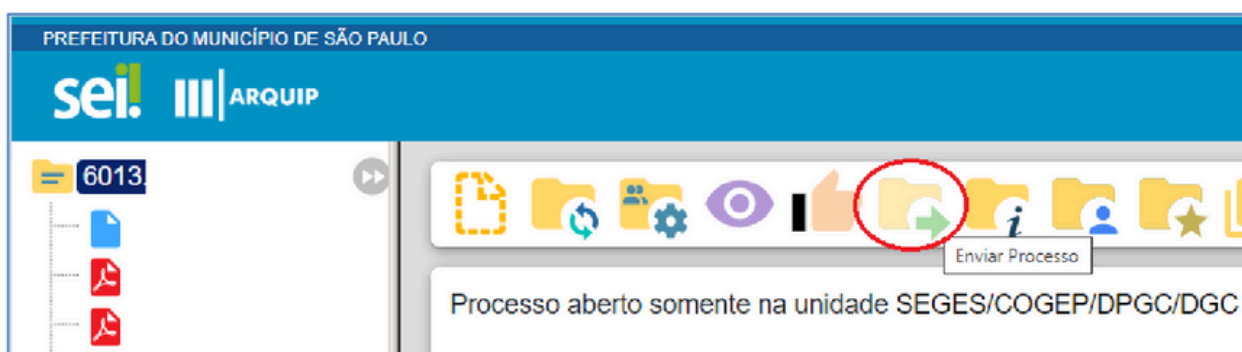 PREFEITURA DO MUNICÍPIO DE SÃO PAULO
sei! ARQUIP
6013.
Enviar Processo
Processo aberto somente na unidade SEGES/COGEP/DPGC/DGC